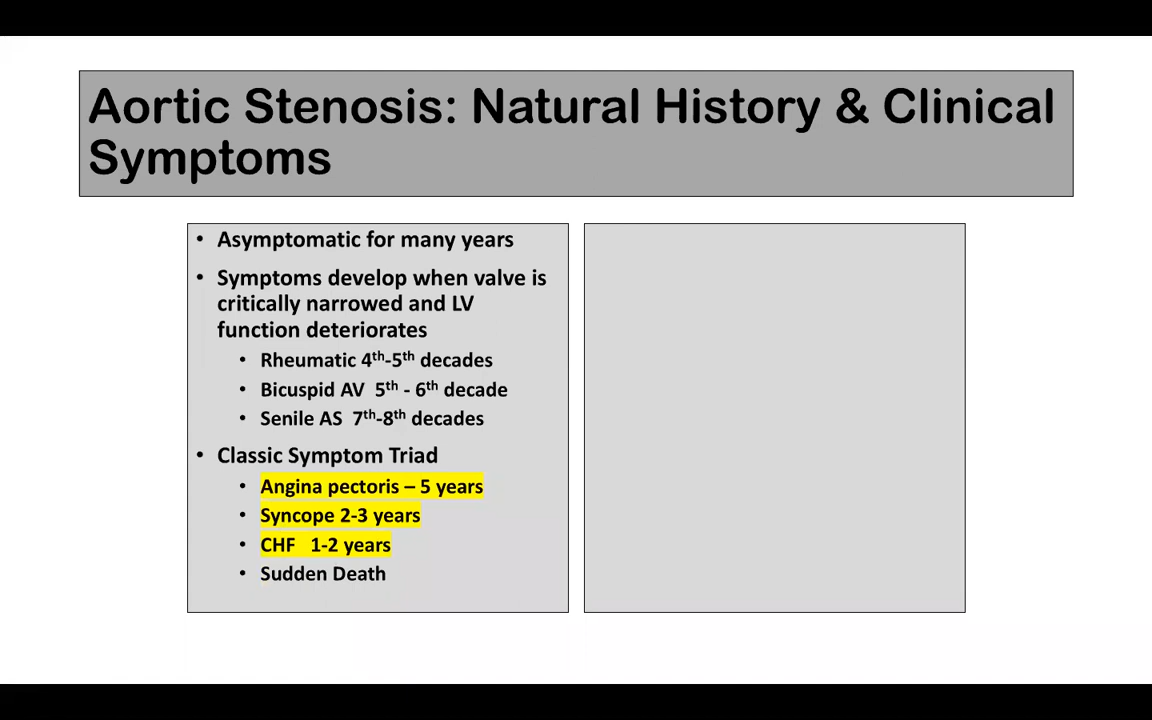 Aortic Stenosis: Natural History & Clinical
Symptoms
• Asymptomatic for many years
• Symptoms develop when valve is
critically narrowed and LV
function deteriorates
• Rheumatic 4th-5th decades
• Bicuspid AV  5th - 6th decade
• Senile AS  7th-8th decades
• Classic Symptom Triad
• Angina pectoris – 5 years
• Syncope 2-3 years
• CHF   1-2 years
• Sudden Death